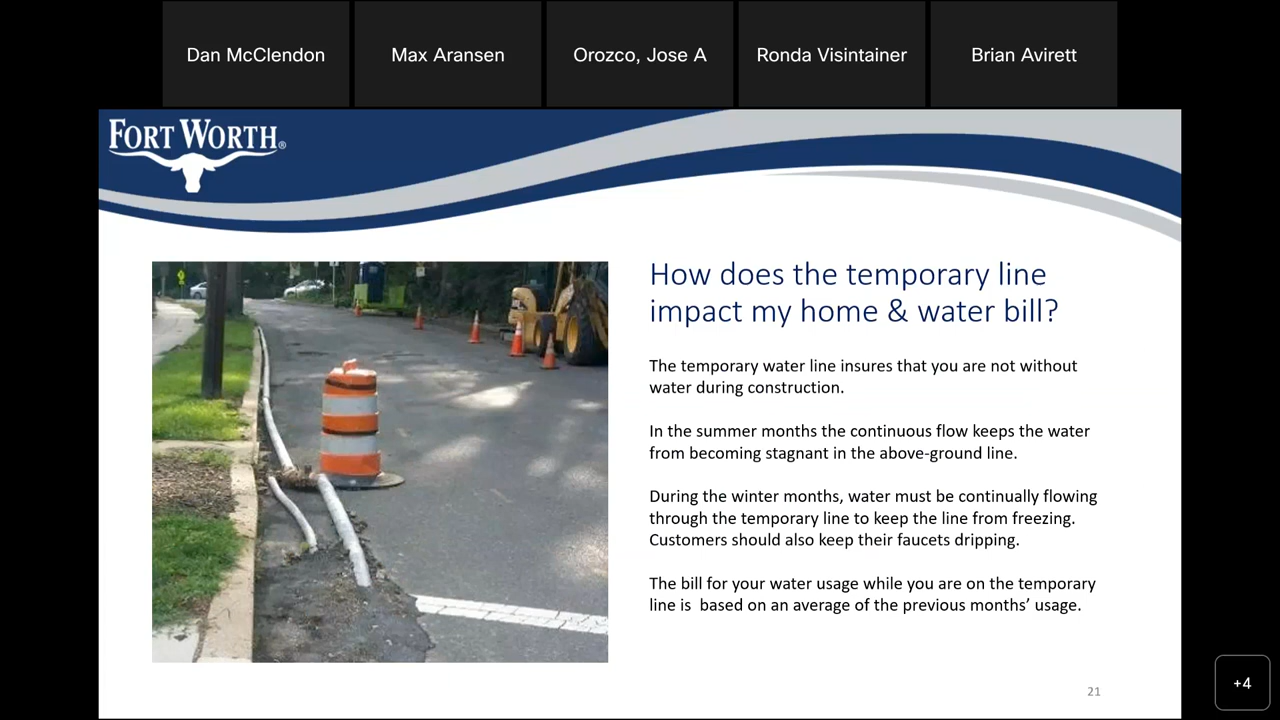 Dan McClendon
Max Aransen
Orozco, Jose A
Ronda Visintainer
Brian Avirett
FORT WORTH®
How does the temporary line
impact my home & water bill?
The temporary water line insures that you are not without
water during construction.
In the summer months the continuous flow keeps the water
from becoming stagnant in the above-ground line.
During the winter months, water must be continually flowing
through the temporary line to keep the line from freezing.
Customers should also keep their faucets dripping.
The bill for your water usage while you are on the temporary
line is  based on an average of the previous months’ usage.
21
+4